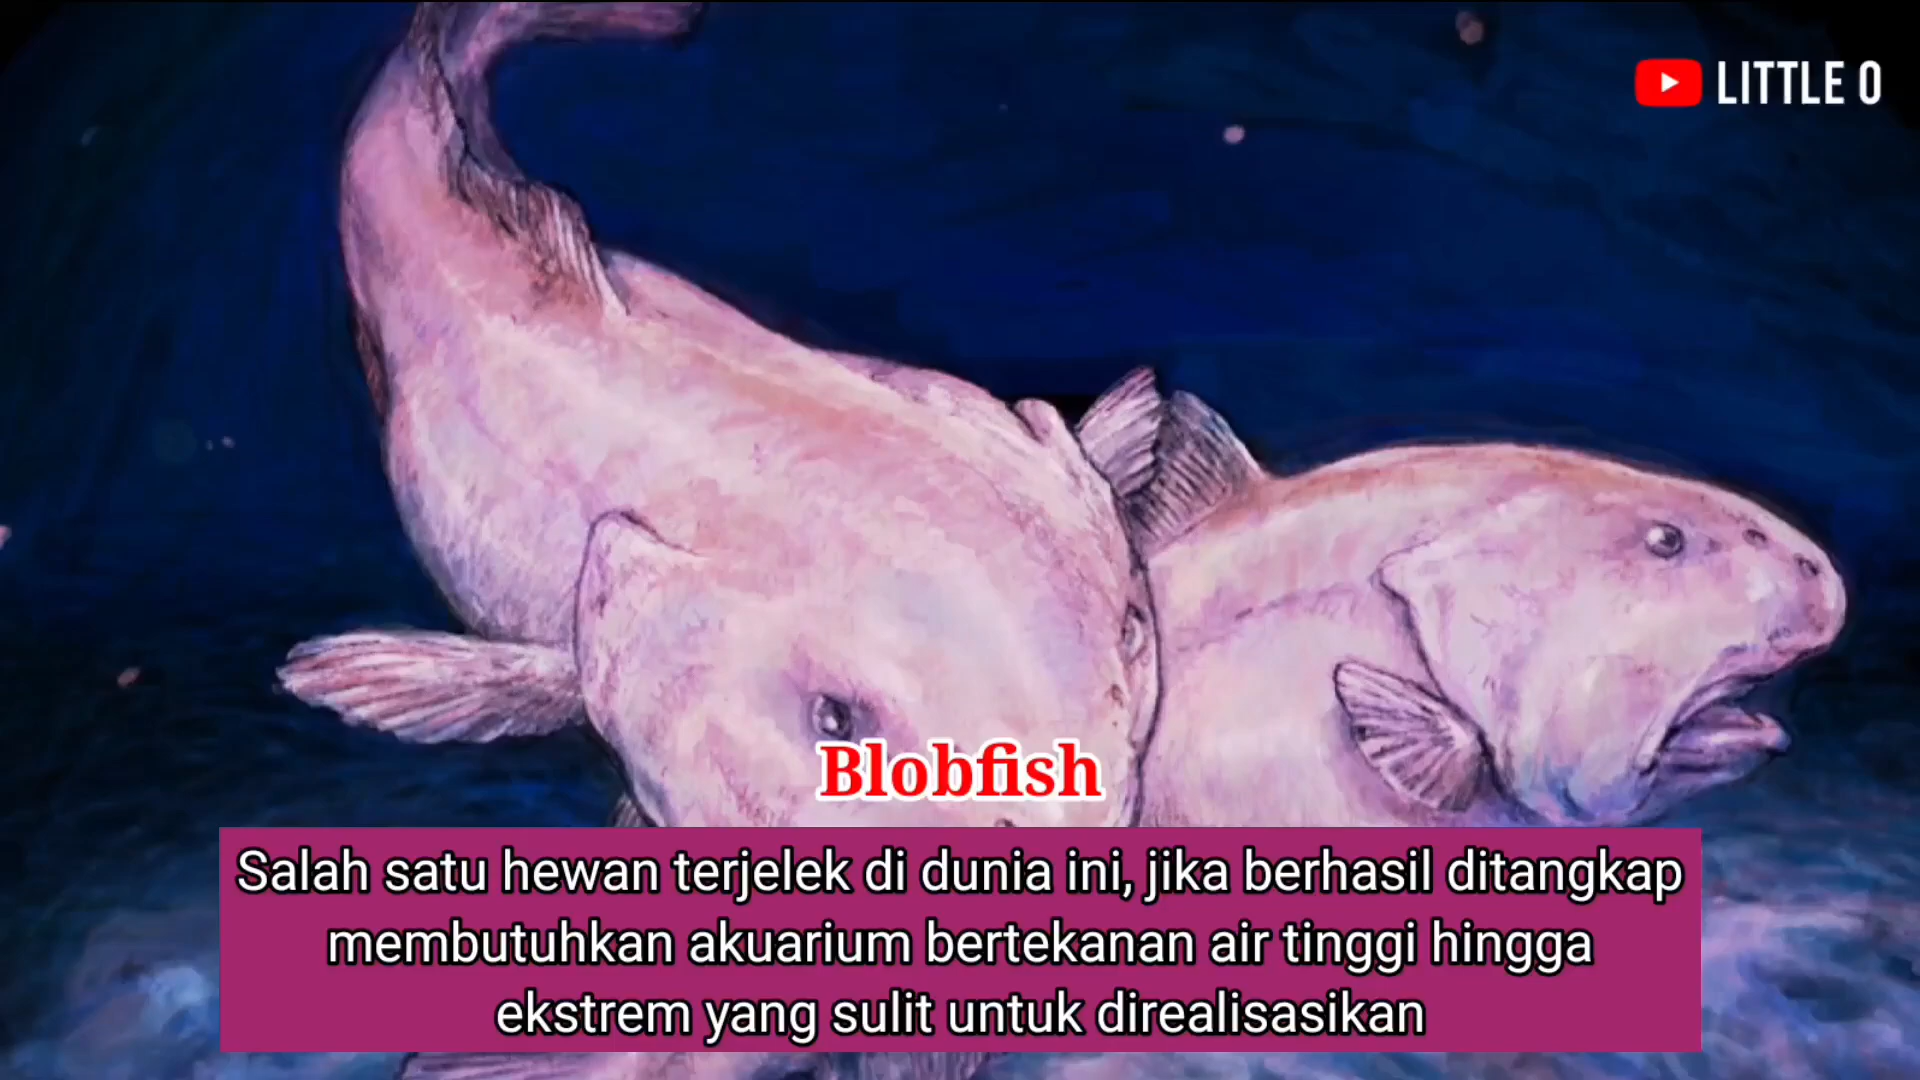 LITTLE O
Blobfish
Salah satu hewan terjelek di dunia ini, jika berhasil ditangkap
membutuhkan akuarium bertekanan air tinggi hingga
ekstrem yang sulit untuk direalisasikan